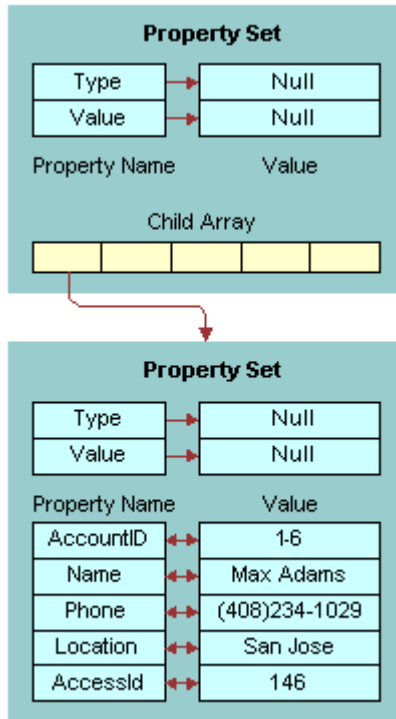 Property Set
Type Null
Value Null
Property Name Value
Child Array
Property Set
Type Null
Value Null
Property Name Value
AccountID 1-6
Name Max Adams
Phone (408)234-1029
Location San Jose
AccessId 146